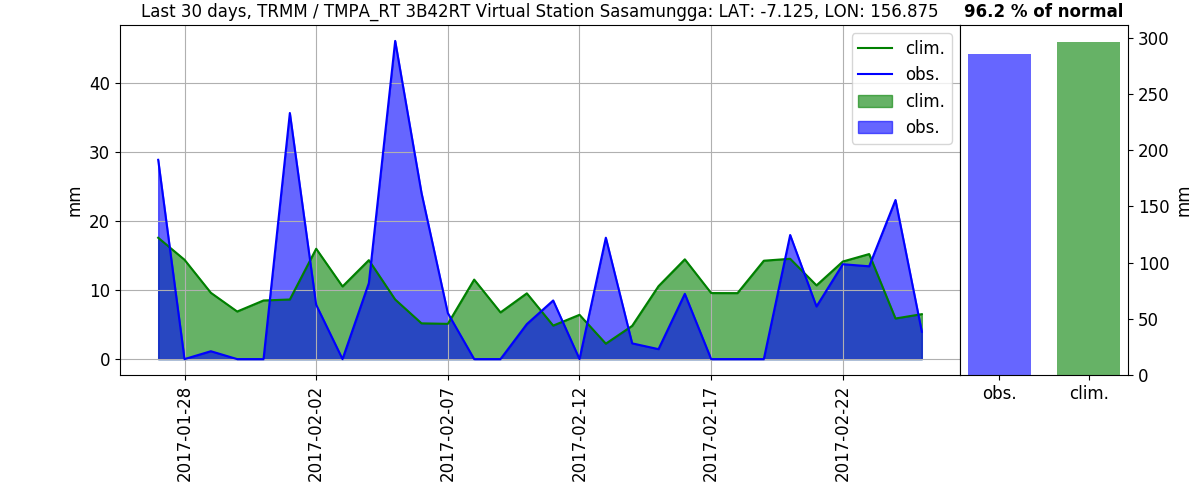 Last 30 days, TRMM / TMPA_RT 3B42RT Virtual Station Sasamungga: LAT: -7.125, LON: 156.875
96.2 % of normal
clim.
obs.
clim.
obs.
40
30
20
10
0
mm
2017-01-28
2017-02-02
2017-02-07
2017-02-12
2017-02-17
2017-02-22
300
250
200
150
100
50
0
mm
obs.
clim.